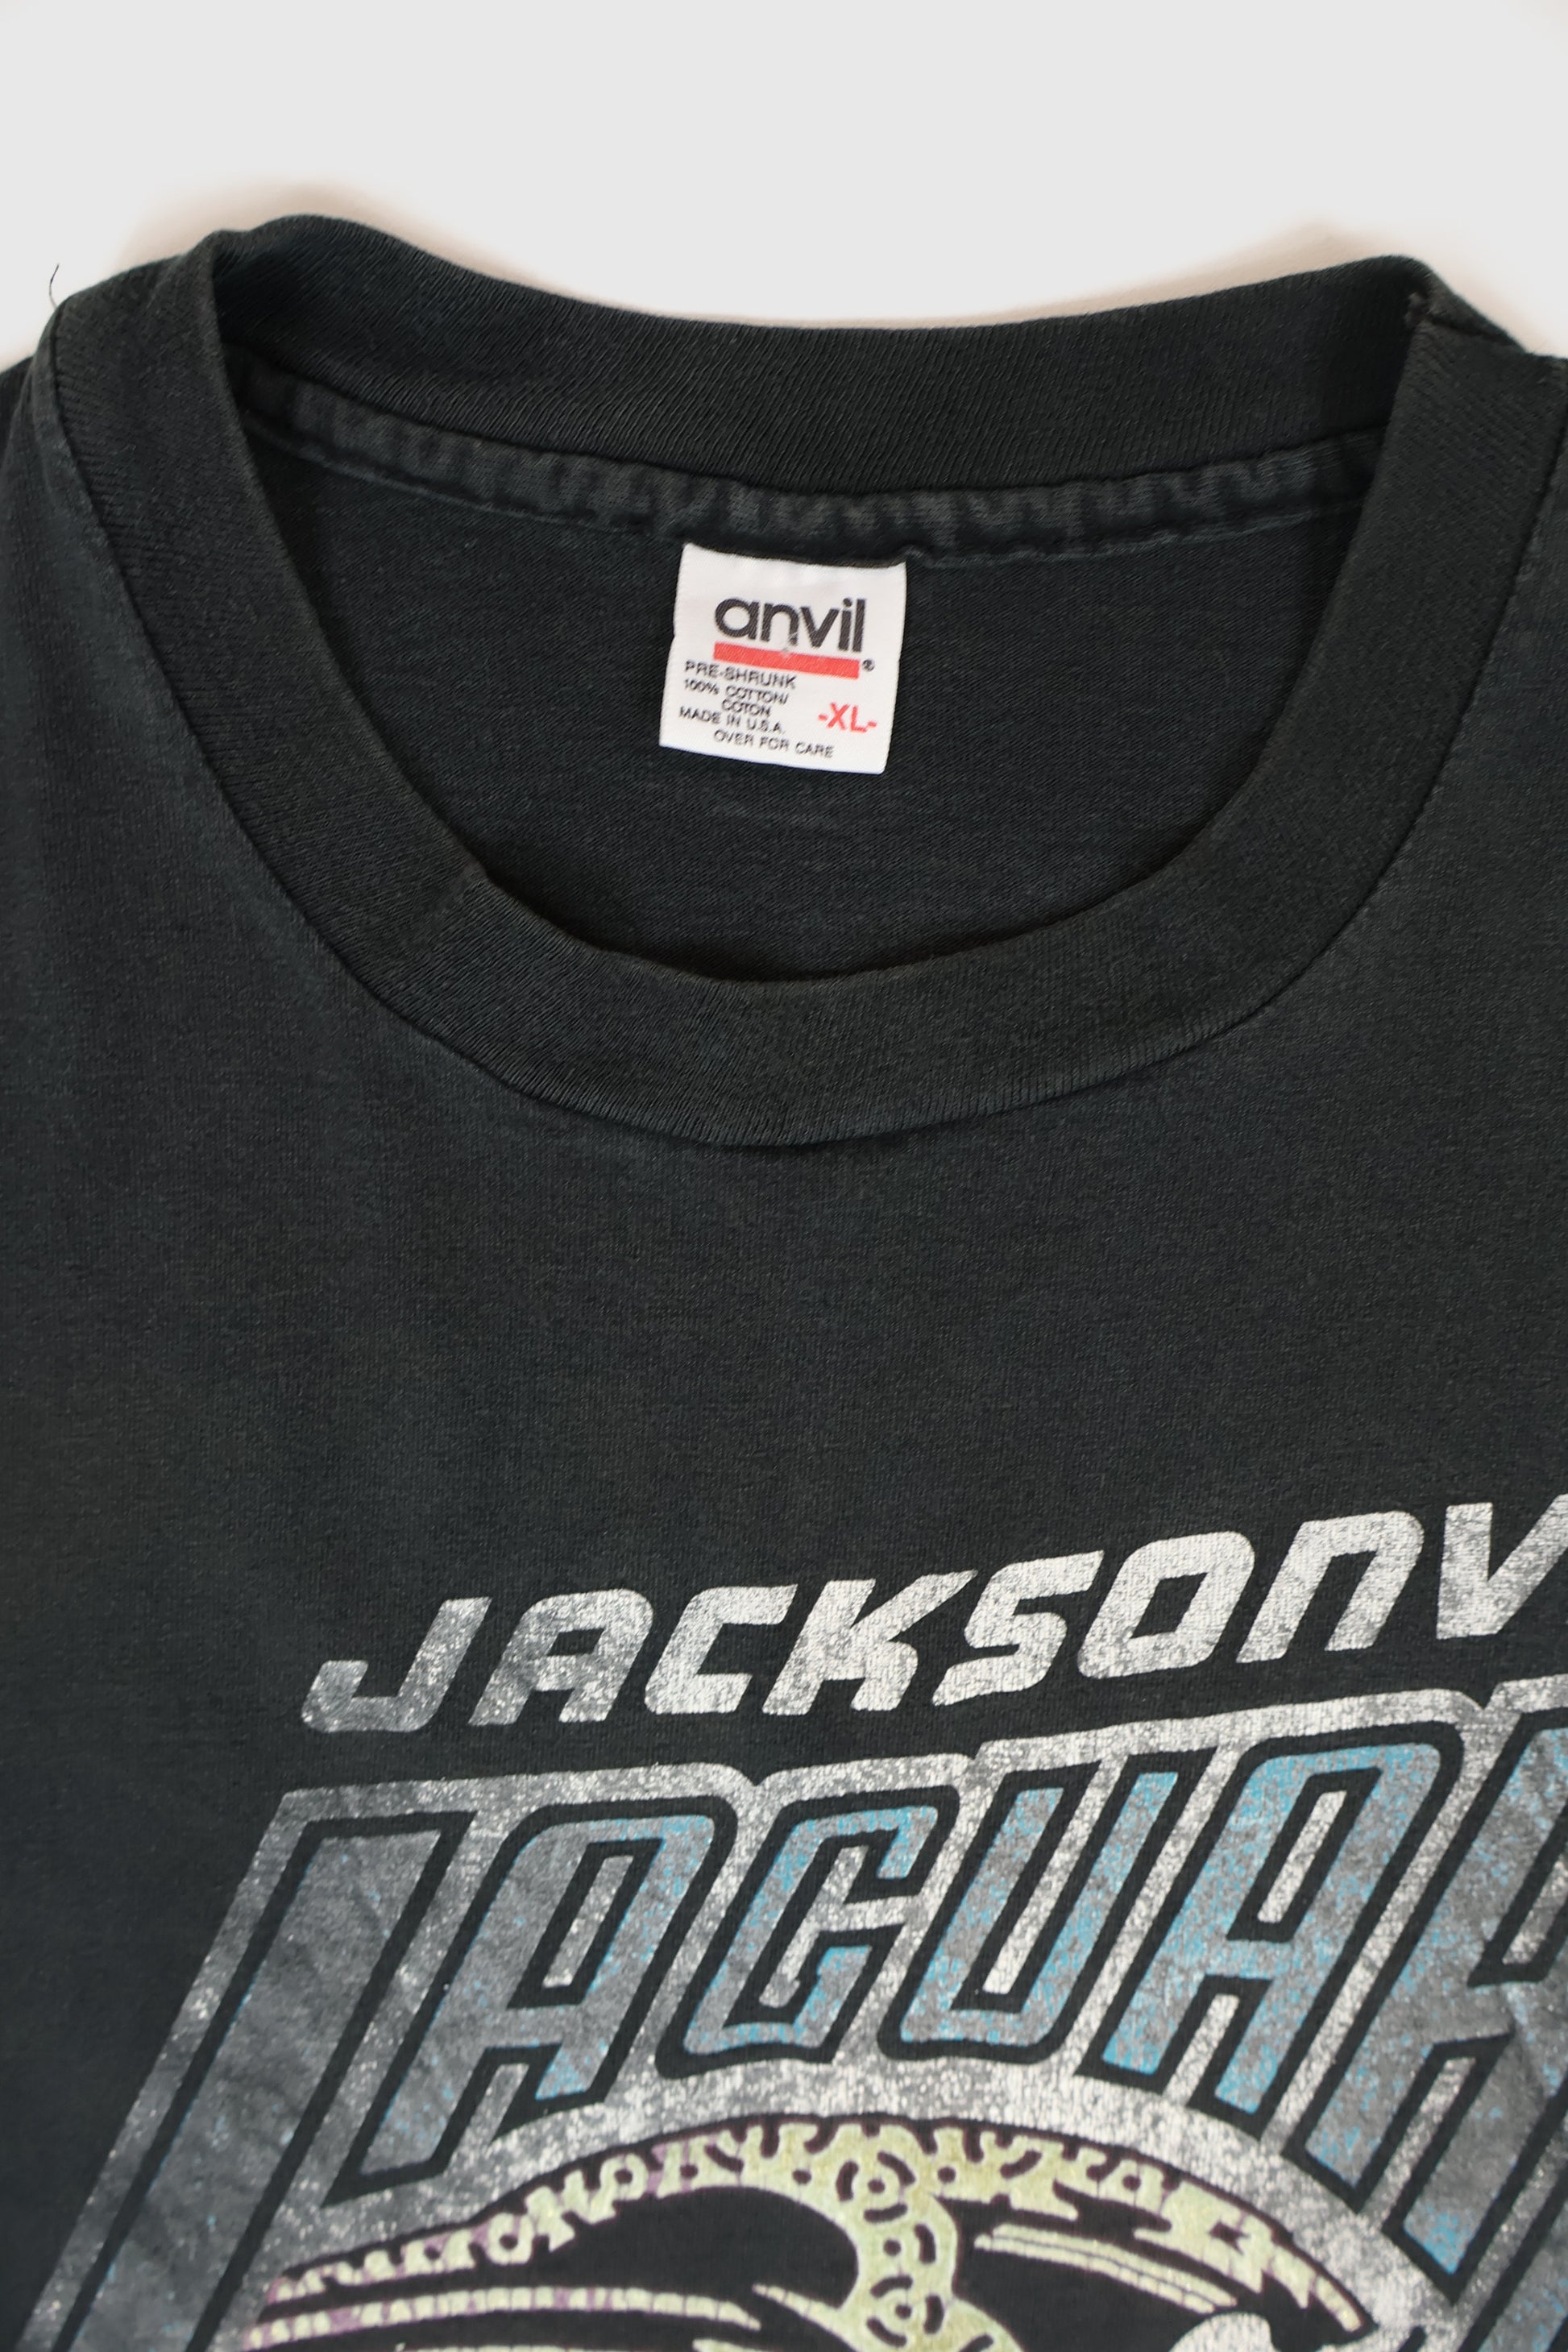 anvil®
PRE-SHRUNK
100% COTTON/
COTON
MADE IN U.S.A.
-XL-
OVER FOR CARE
JACKSONV
JAGUAR